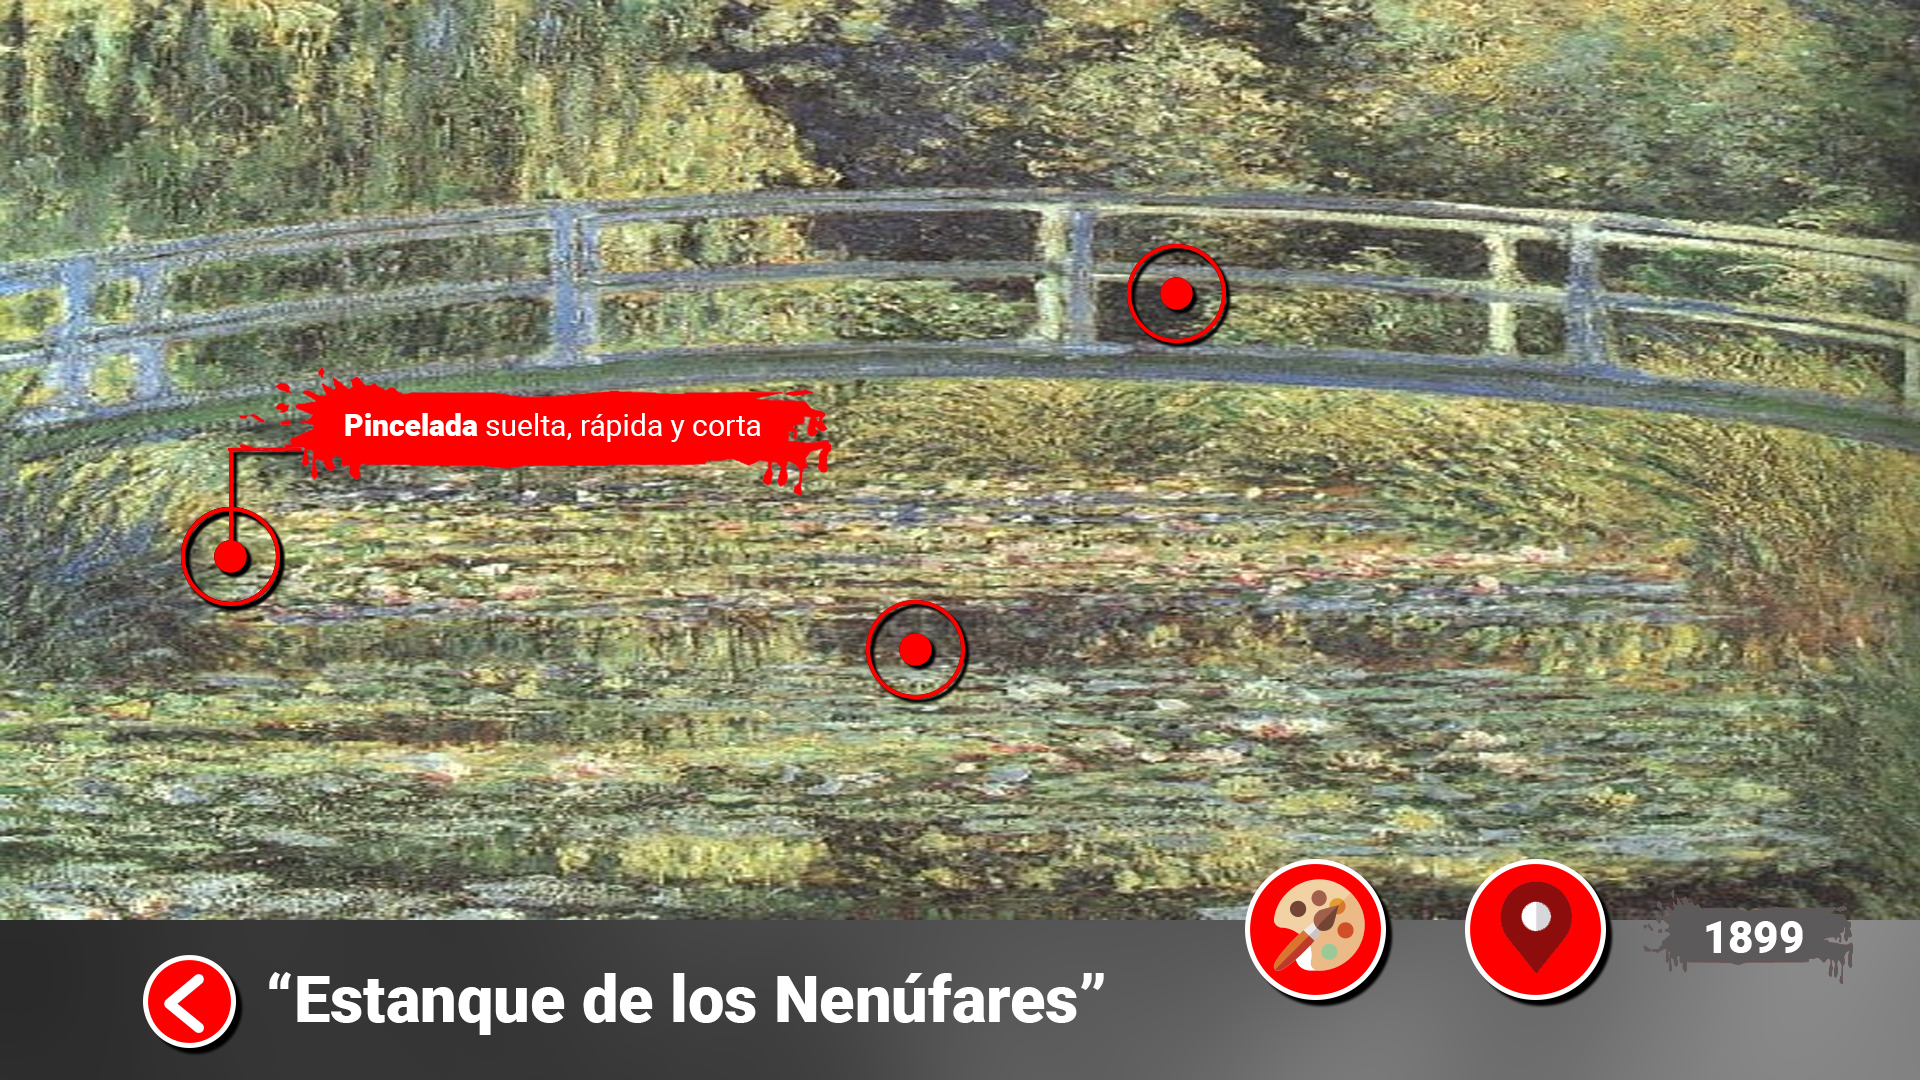 Pincelada suelta, rápida y corta
1899
“Estanque de los Nenúfares”